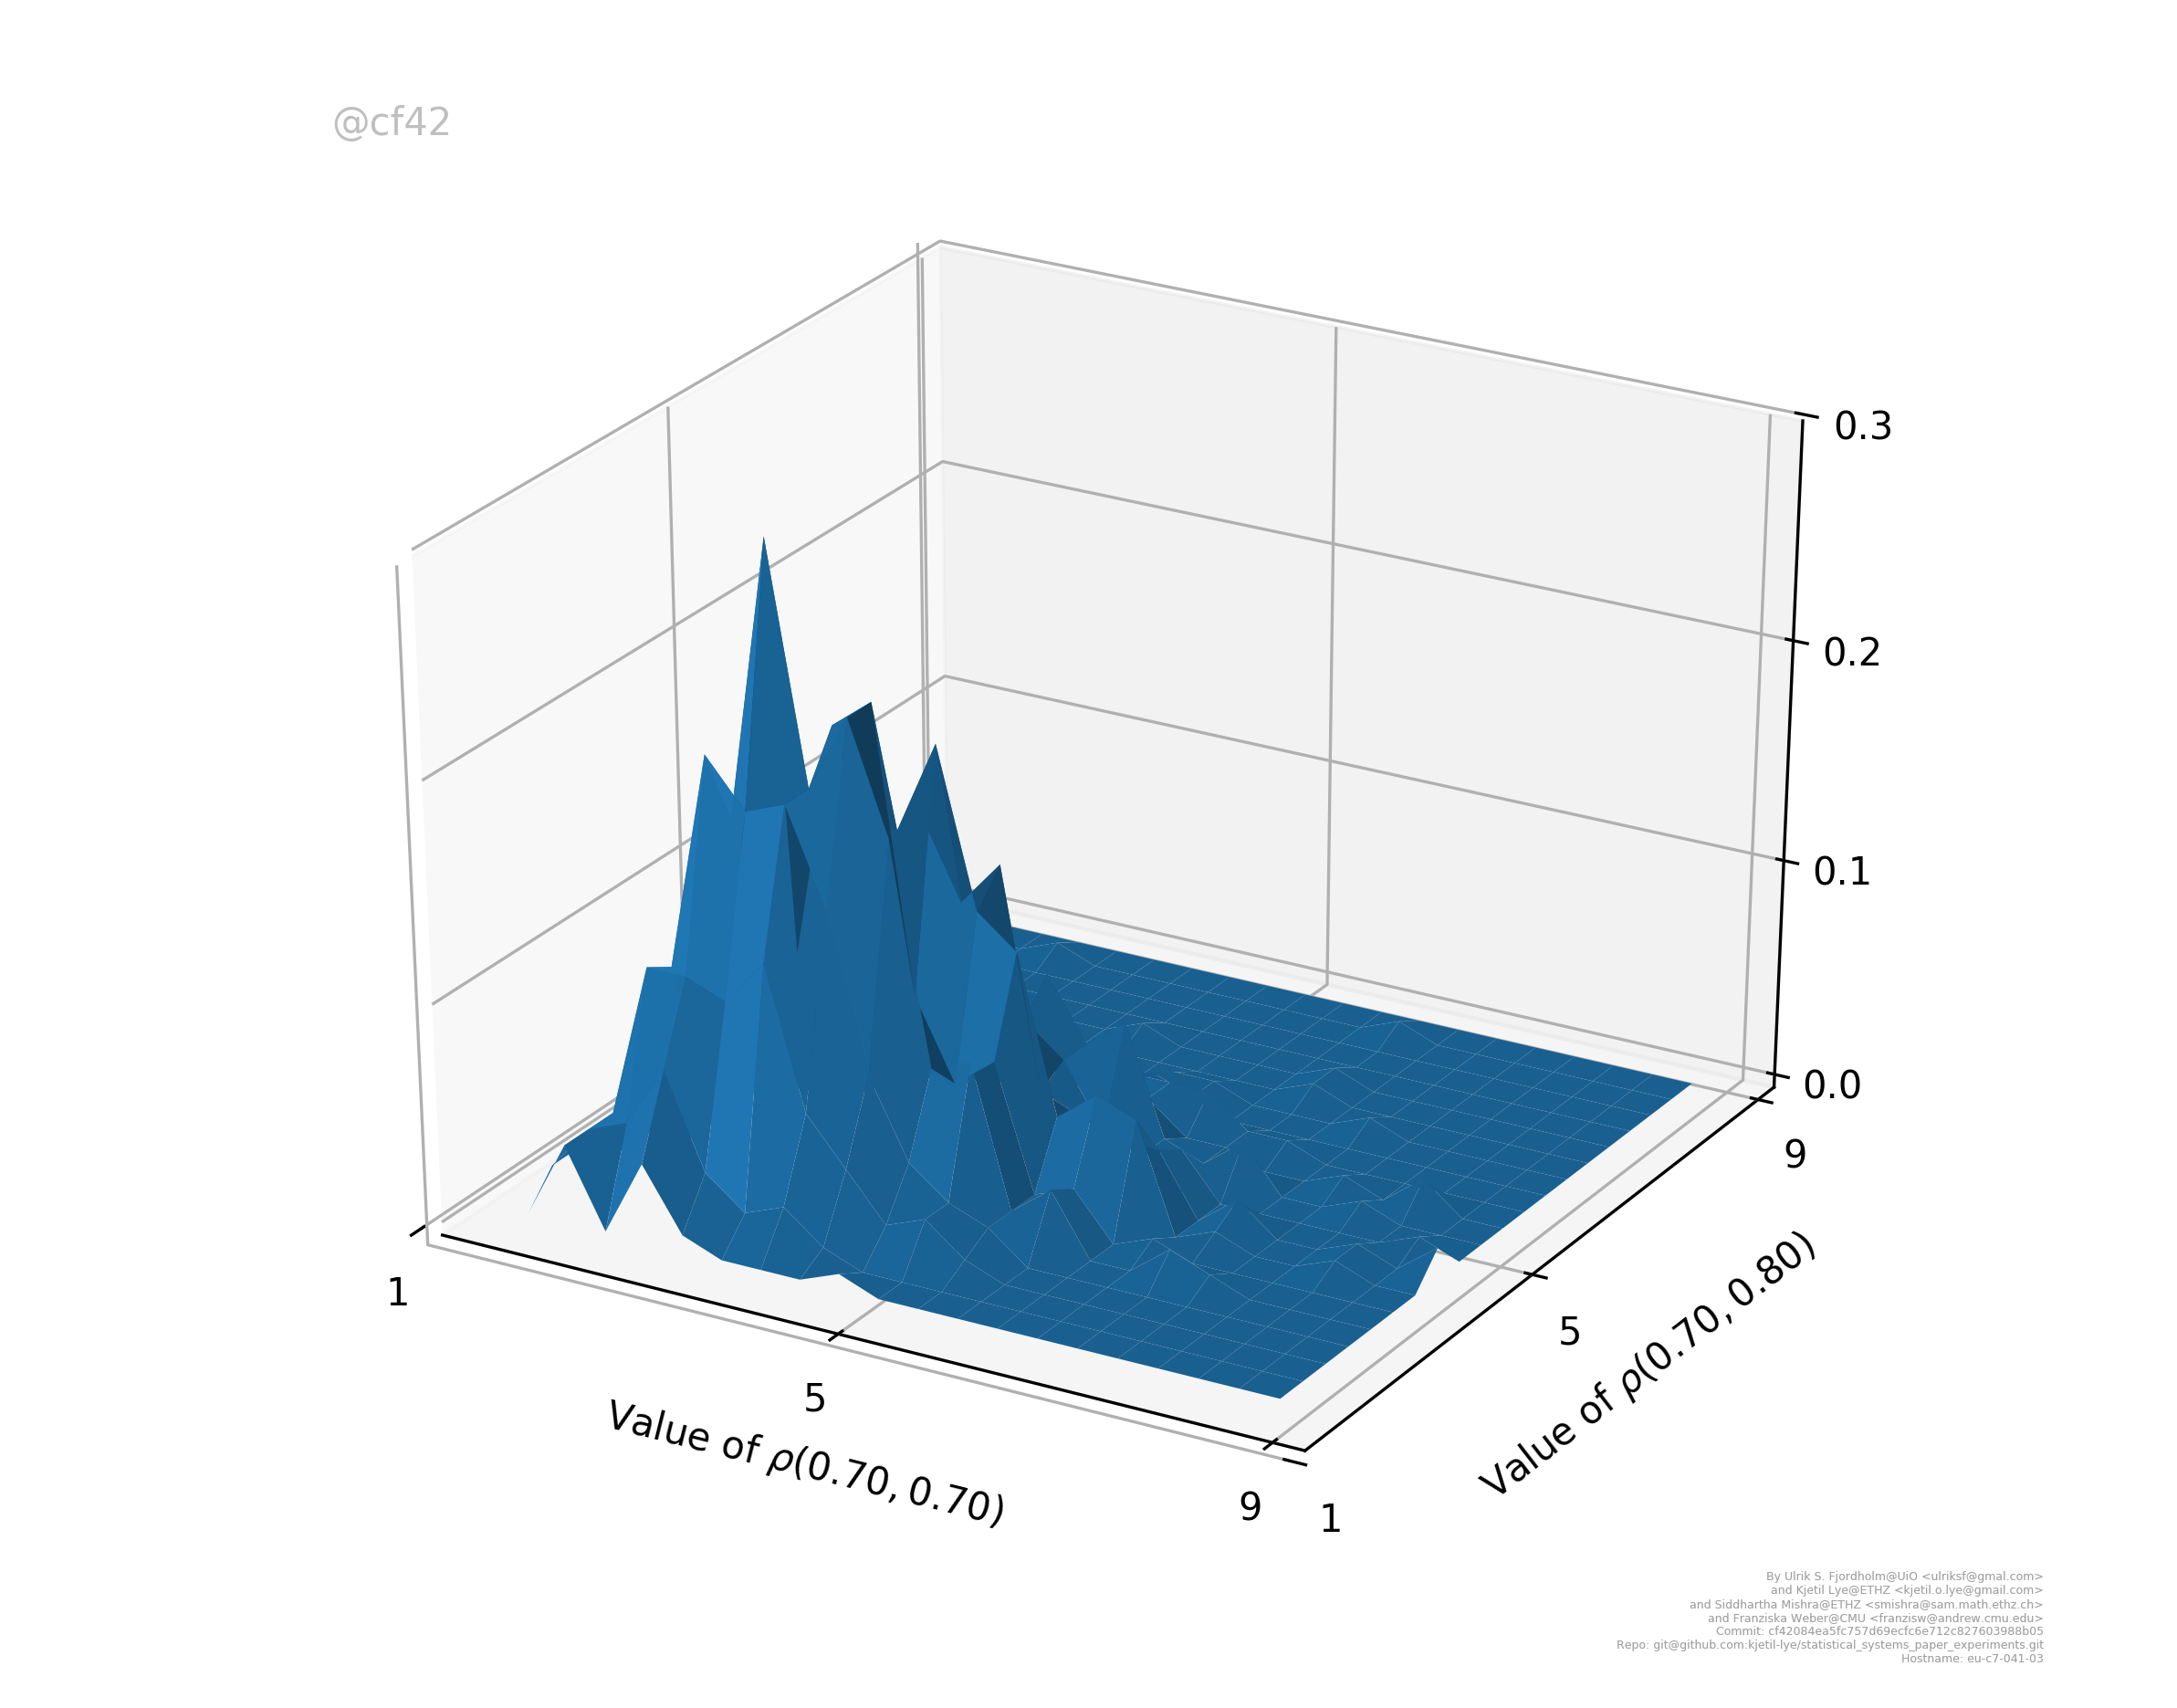 @cf42
0.3
0.2
0.1
0.0
9
5
1
1
5
9
Value of ρ(0.70, 0.70)
Value of ρ(0.70, 0.80)
By Ulrik S. Fjordholm@UiO <ulriksf@gmal.com>
and Kjetil Lye@ETHZ <kjetil.o.lye@gmail.com>
and Siddhartha Mishra@ETHZ <smishra@sam.math.ethz.ch>
and Franziska Weber@CMU <franzisw@andrew.cmu.edu>
Commit: cf42084ea5fc757d69ecfc6e712c827603988b05
Repo: git@github.com:kjetil-lye/statistical_systems_paper_experiments.git
Hostname: eu-c7-041-03